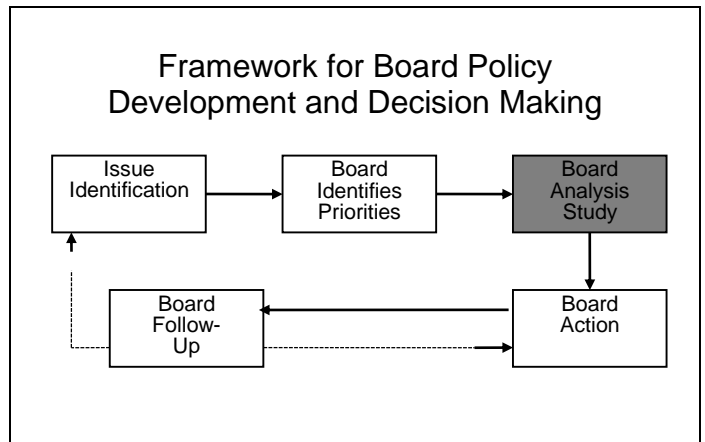 Framework for Board Policy
Development and Decision Making
Issue
Identification
Board
Identifies
Priorities
Board
Analysis
Study
Board
Follow-
Up
Board
Action